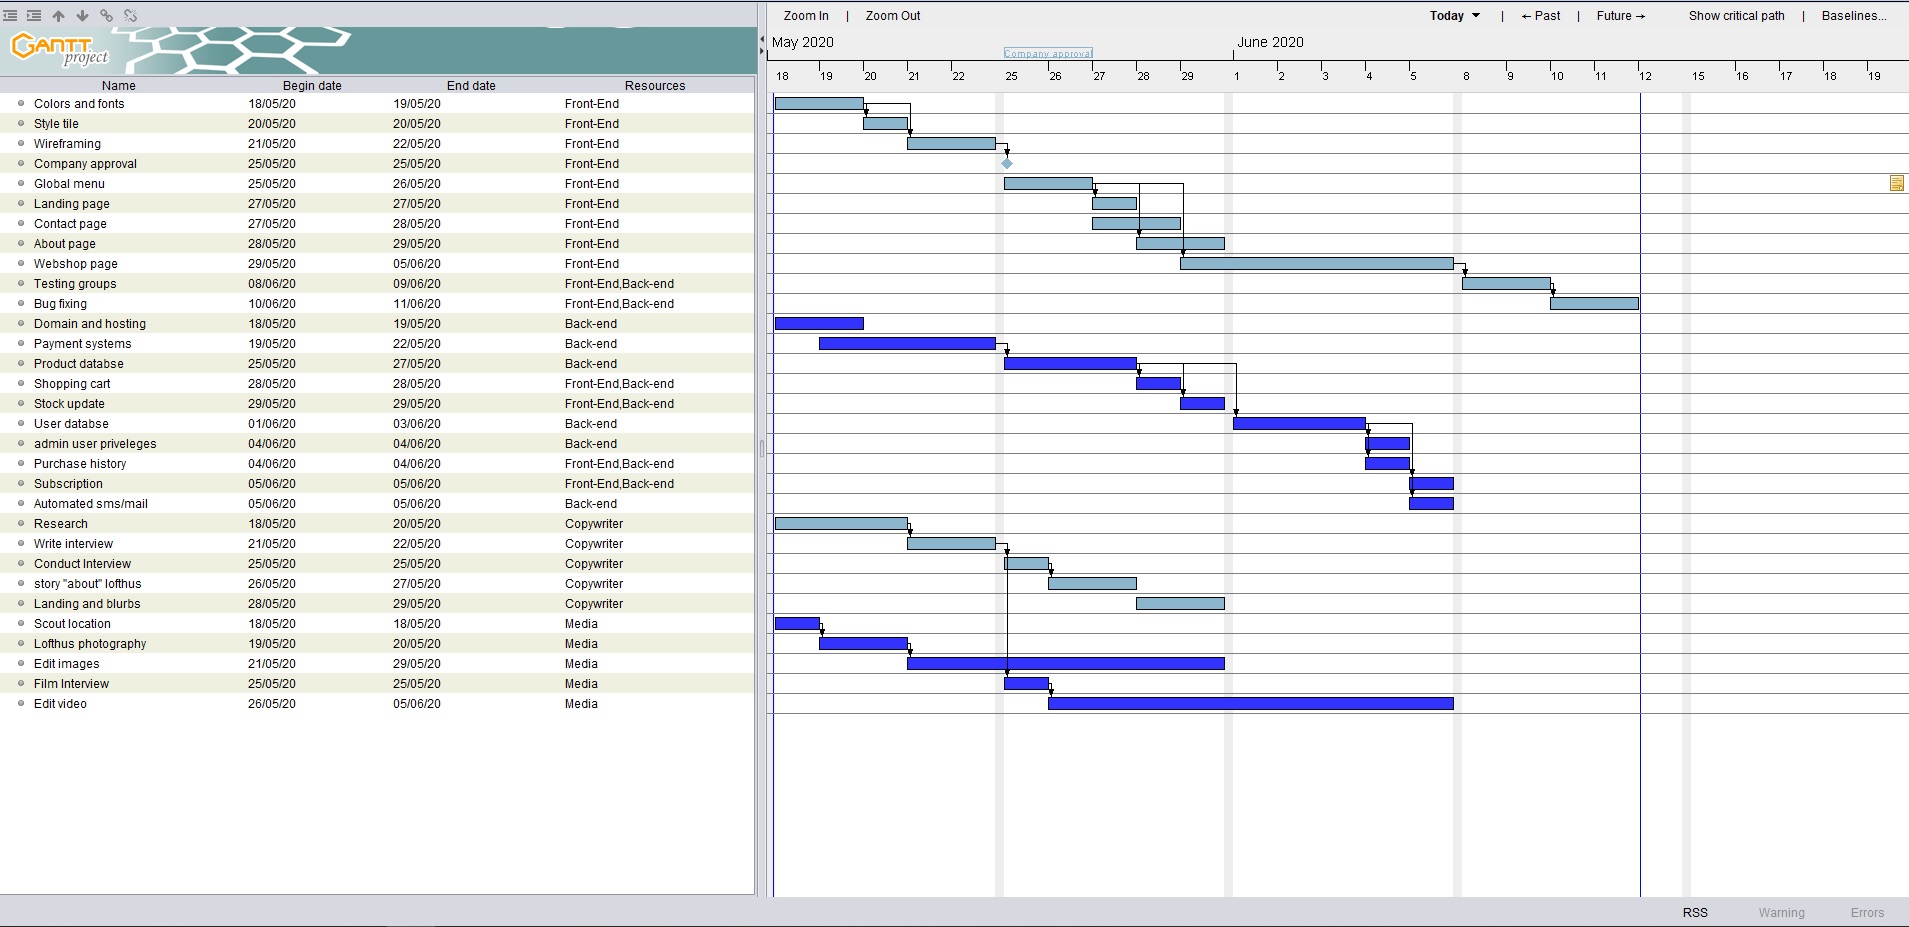 Zoom In | Zoom Out Today | ← Past | Future → Show critical path | Baselines...
GANTT project
May 2020 June 2020
Company approval
18 19 20 21 22 25 26 27 28 29 1 2 3 4 5 8 9 10 11 12 15 16 17 18 19
Name Begin date End date Resources
Colors and fonts 18/05/20 19/05/20 Front-End
Style tile 20/05/20 20/05/20 Front-End
Wireframing 21/05/20 22/05/20 Front-End
Company approval 25/05/20 25/05/20 Front-End
Global menu 25/05/20 26/05/20 Front-End
Landing page 27/05/20 27/05/20 Front-End
Contact page 27/05/20 28/05/20 Front-End
About page 28/05/20 29/05/20 Front-End
Webshop page 29/05/20 05/06/20 Front-End
Testing groups 08/06/20 09/06/20 Front-End,Back-end
Bug fixing 10/06/20 11/06/20 Front-End,Back-end
Domain and hosting 18/05/20 19/05/20 Back-end
Payment systems 19/05/20 22/05/20 Back-end
Product databse 25/05/20 27/05/20 Back-end
Shopping cart 28/05/20 28/05/20 Front-End,Back-end
Stock update 29/05/20 29/05/20 Front-End,Back-end
User databse 01/06/20 03/06/20 Back-end
admin user priveleges 04/06/20 04/06/20 Back-end
Purchase history 04/06/20 04/06/20 Front-End,Back-end
Subscription 05/06/20 05/06/20 Front-End,Back-end
Automated sms/mail 05/06/20 05/06/20 Back-end
Research 18/05/20 20/05/20 Copywriter
Write interview 21/05/20 22/05/20 Copywriter
Conduct Interview 25/05/20 25/05/20 Copywriter
story "about" lofthus 26/05/20 27/05/20 Copywriter
Landing and blurbs 28/05/20 29/05/20 Copywriter
Scout location 18/05/20 18/05/20 Media
Lofthus photography 19/05/20 20/05/20 Media
Edit images 21/05/20 29/05/20 Media
Film Interview 25/05/20 25/05/20 Media
Edit video 26/05/20 05/06/20 Media
RSS Warning Errors